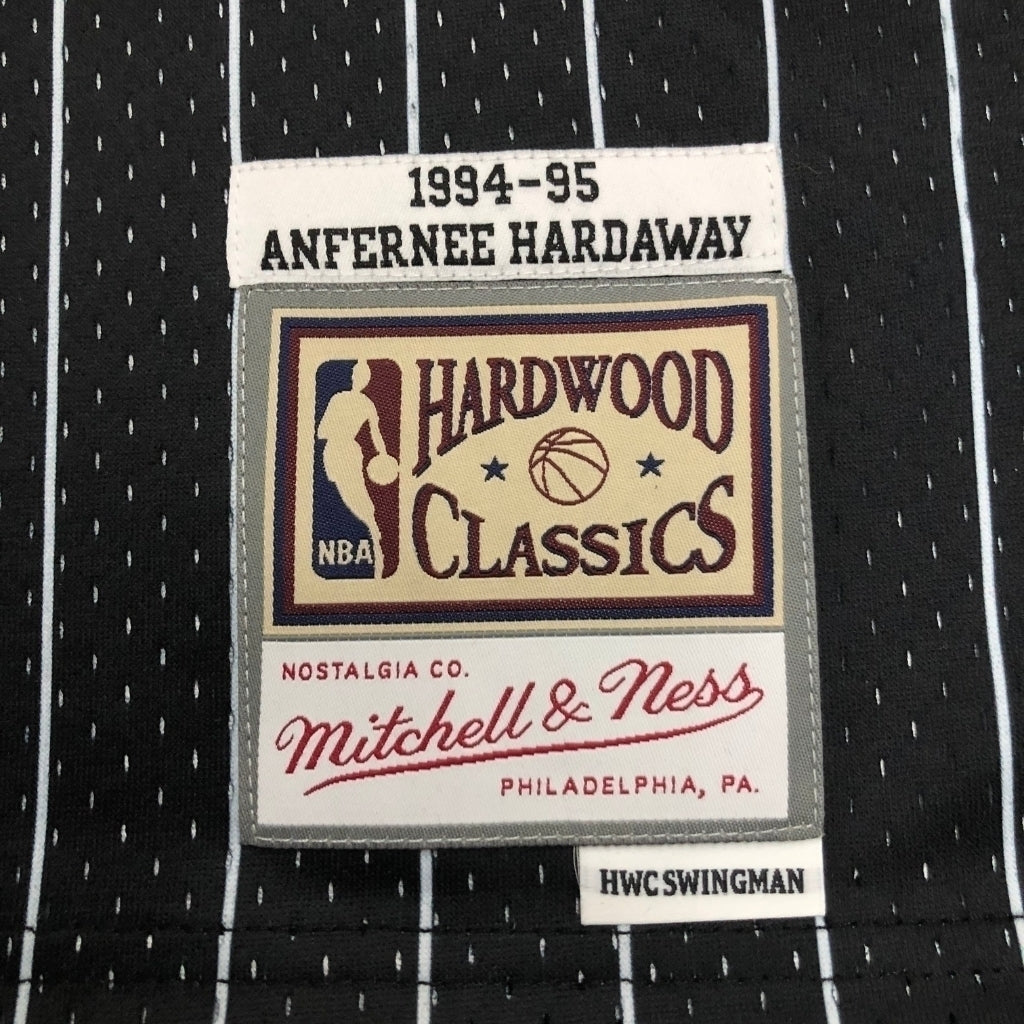 1994-95
ANFERNEE HARDAWAY
HARDWOOD
CLASSICS
NBA
NOSTALGIA CO.
Mitchell & Ness
PHILADELPHIA, PA.
HWC SWINGMAN